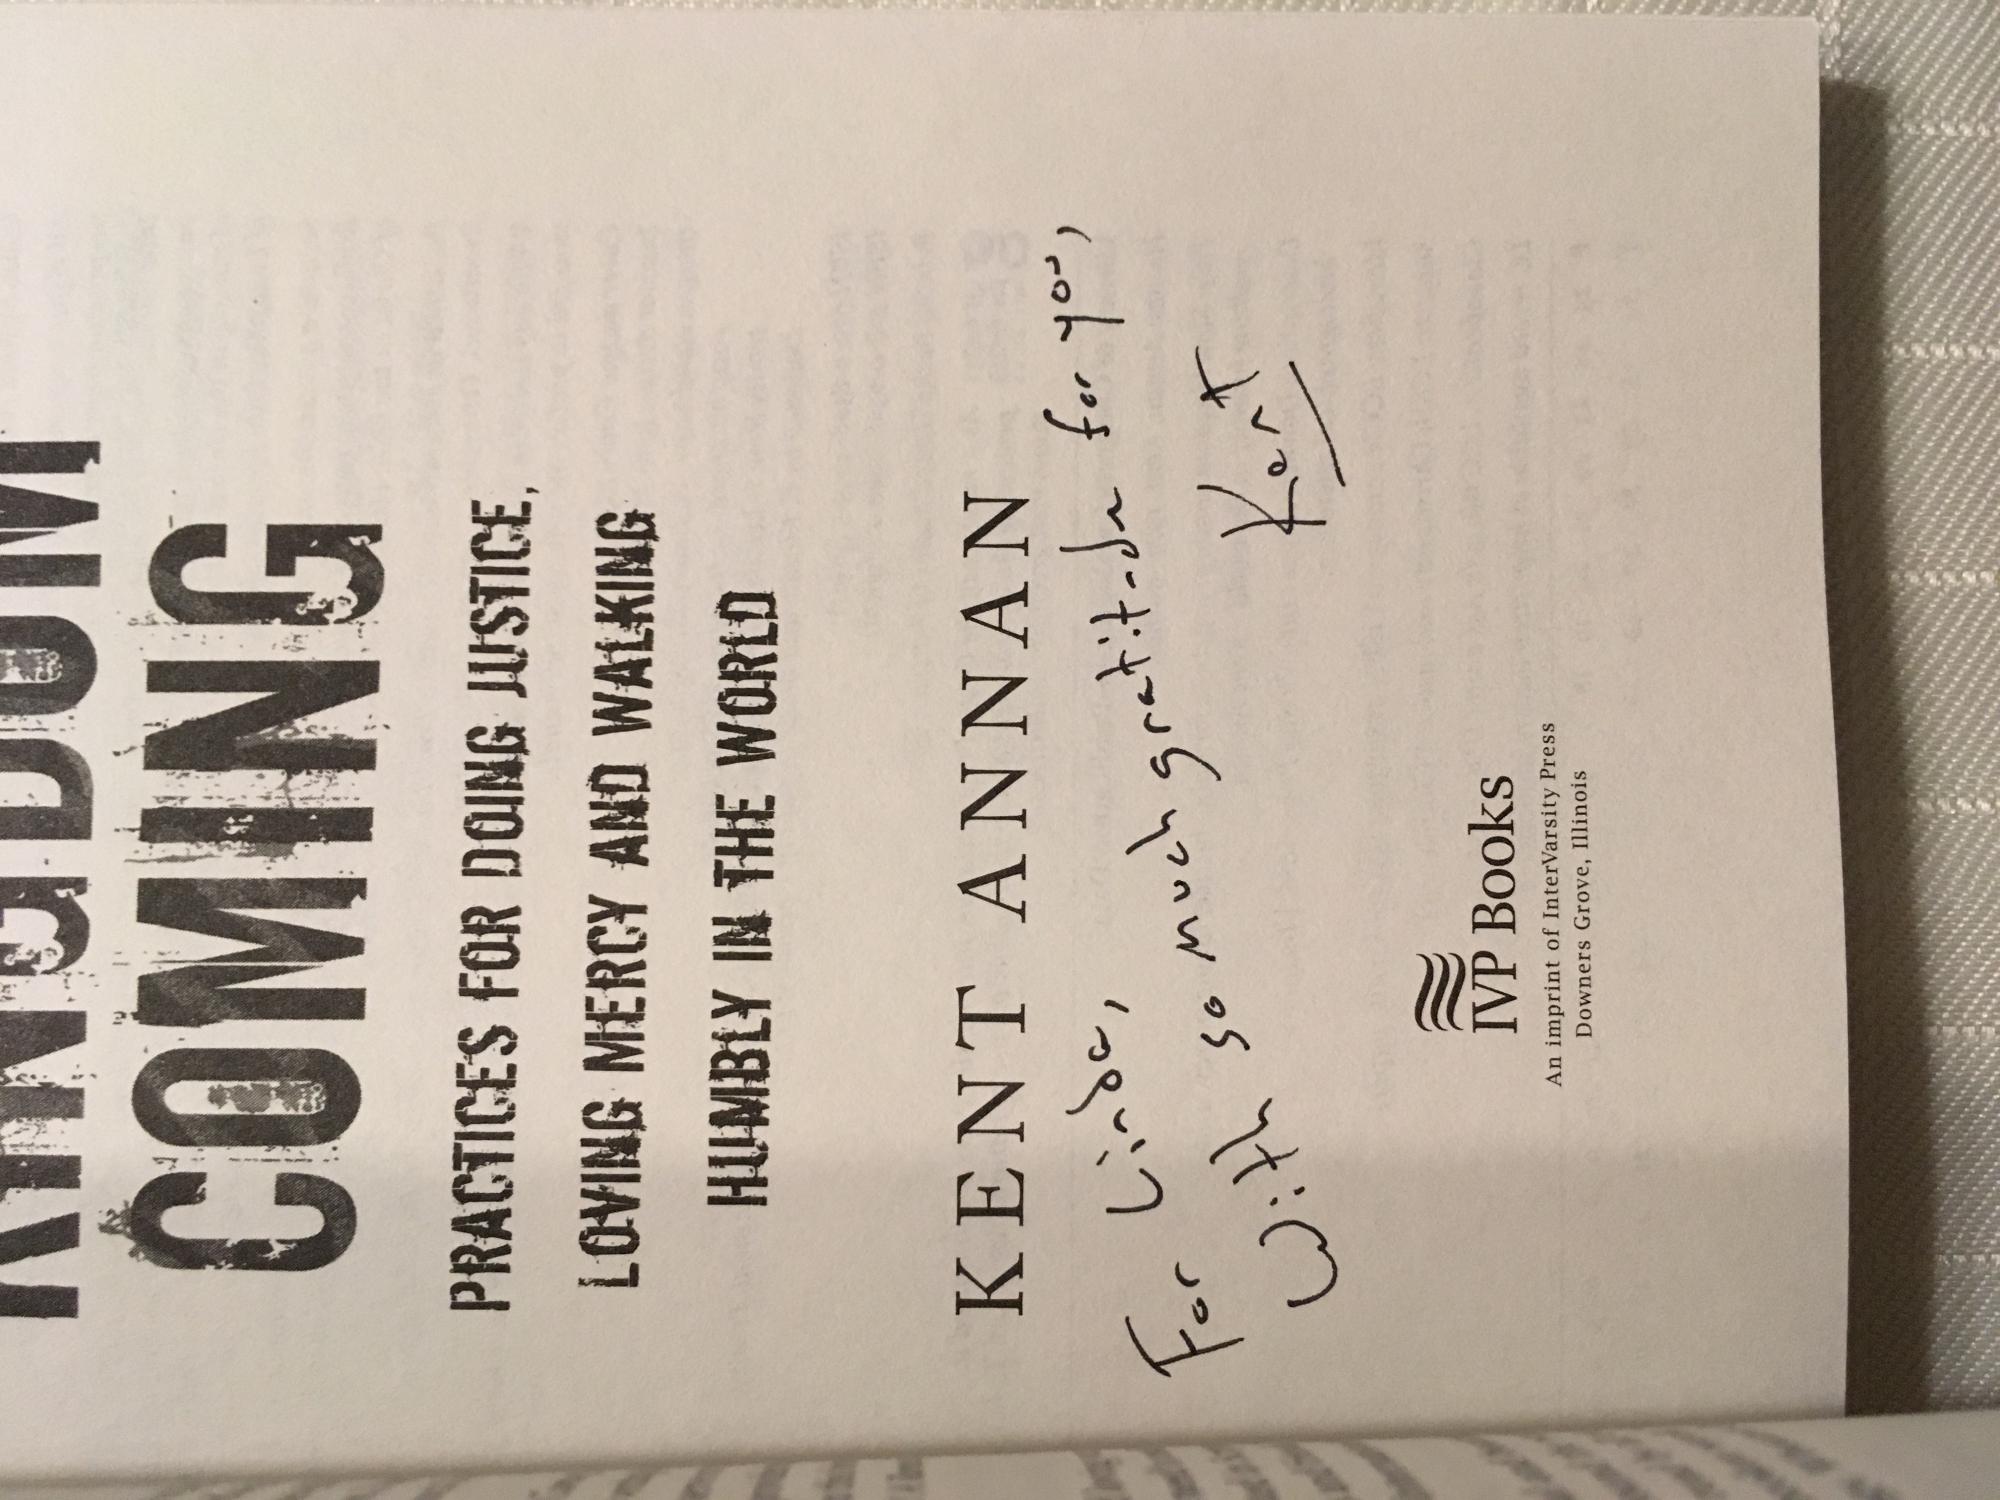 KINGDOM
COMING
PRACTICES FOR DOING JUSTICE,
LOVING MERCY AND WALKING
HUMBLY IN THE WORLD
KENT ANNAN
For Linda,
With so much gratitude for you,
Kent
IVP Books
An imprint of InterVarsity Press
Downers Grove, Illinois